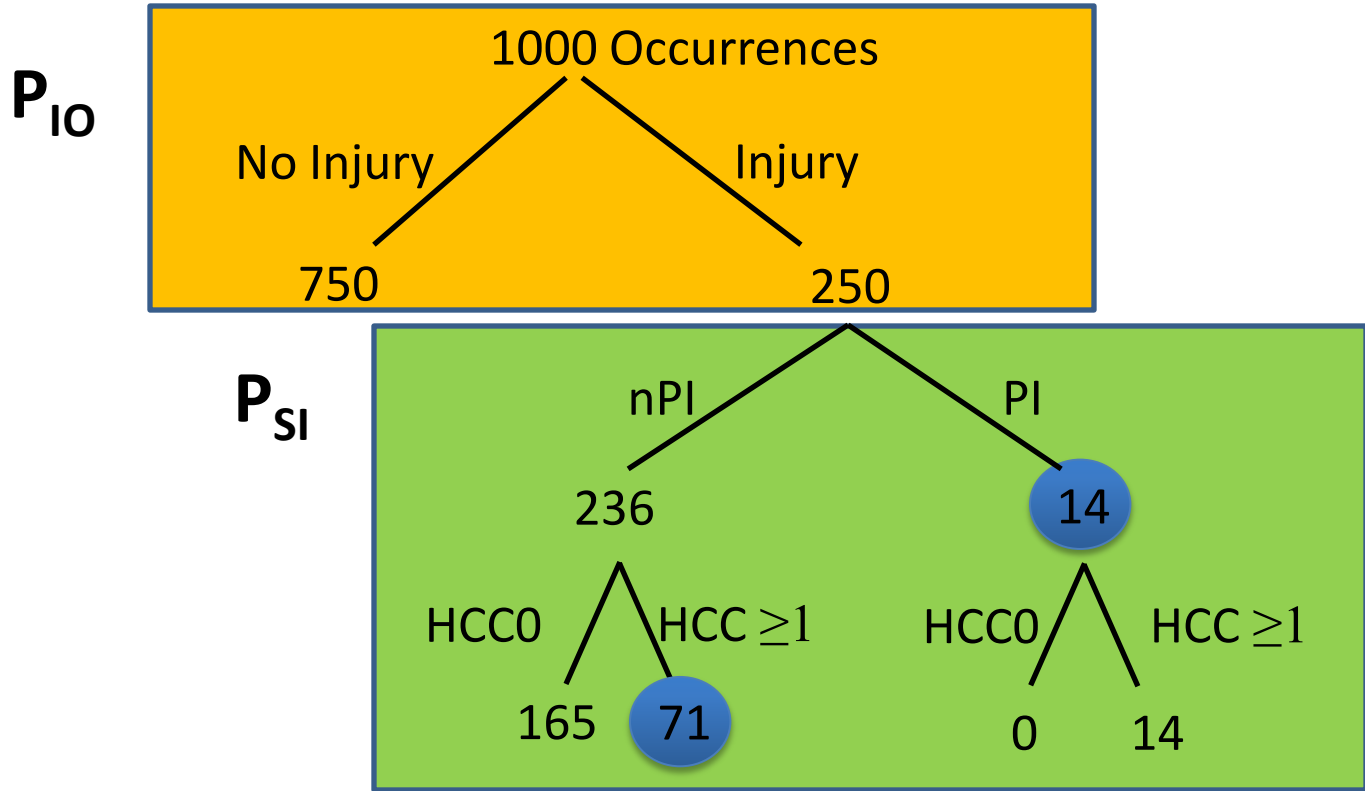 1000 Occurrences
P_IO
No Injury
Injury
750
250
P_SI
nPI
PI
236
14
HCC0
HCC ≥1
HCC0
HCC ≥1
165
71
0
14